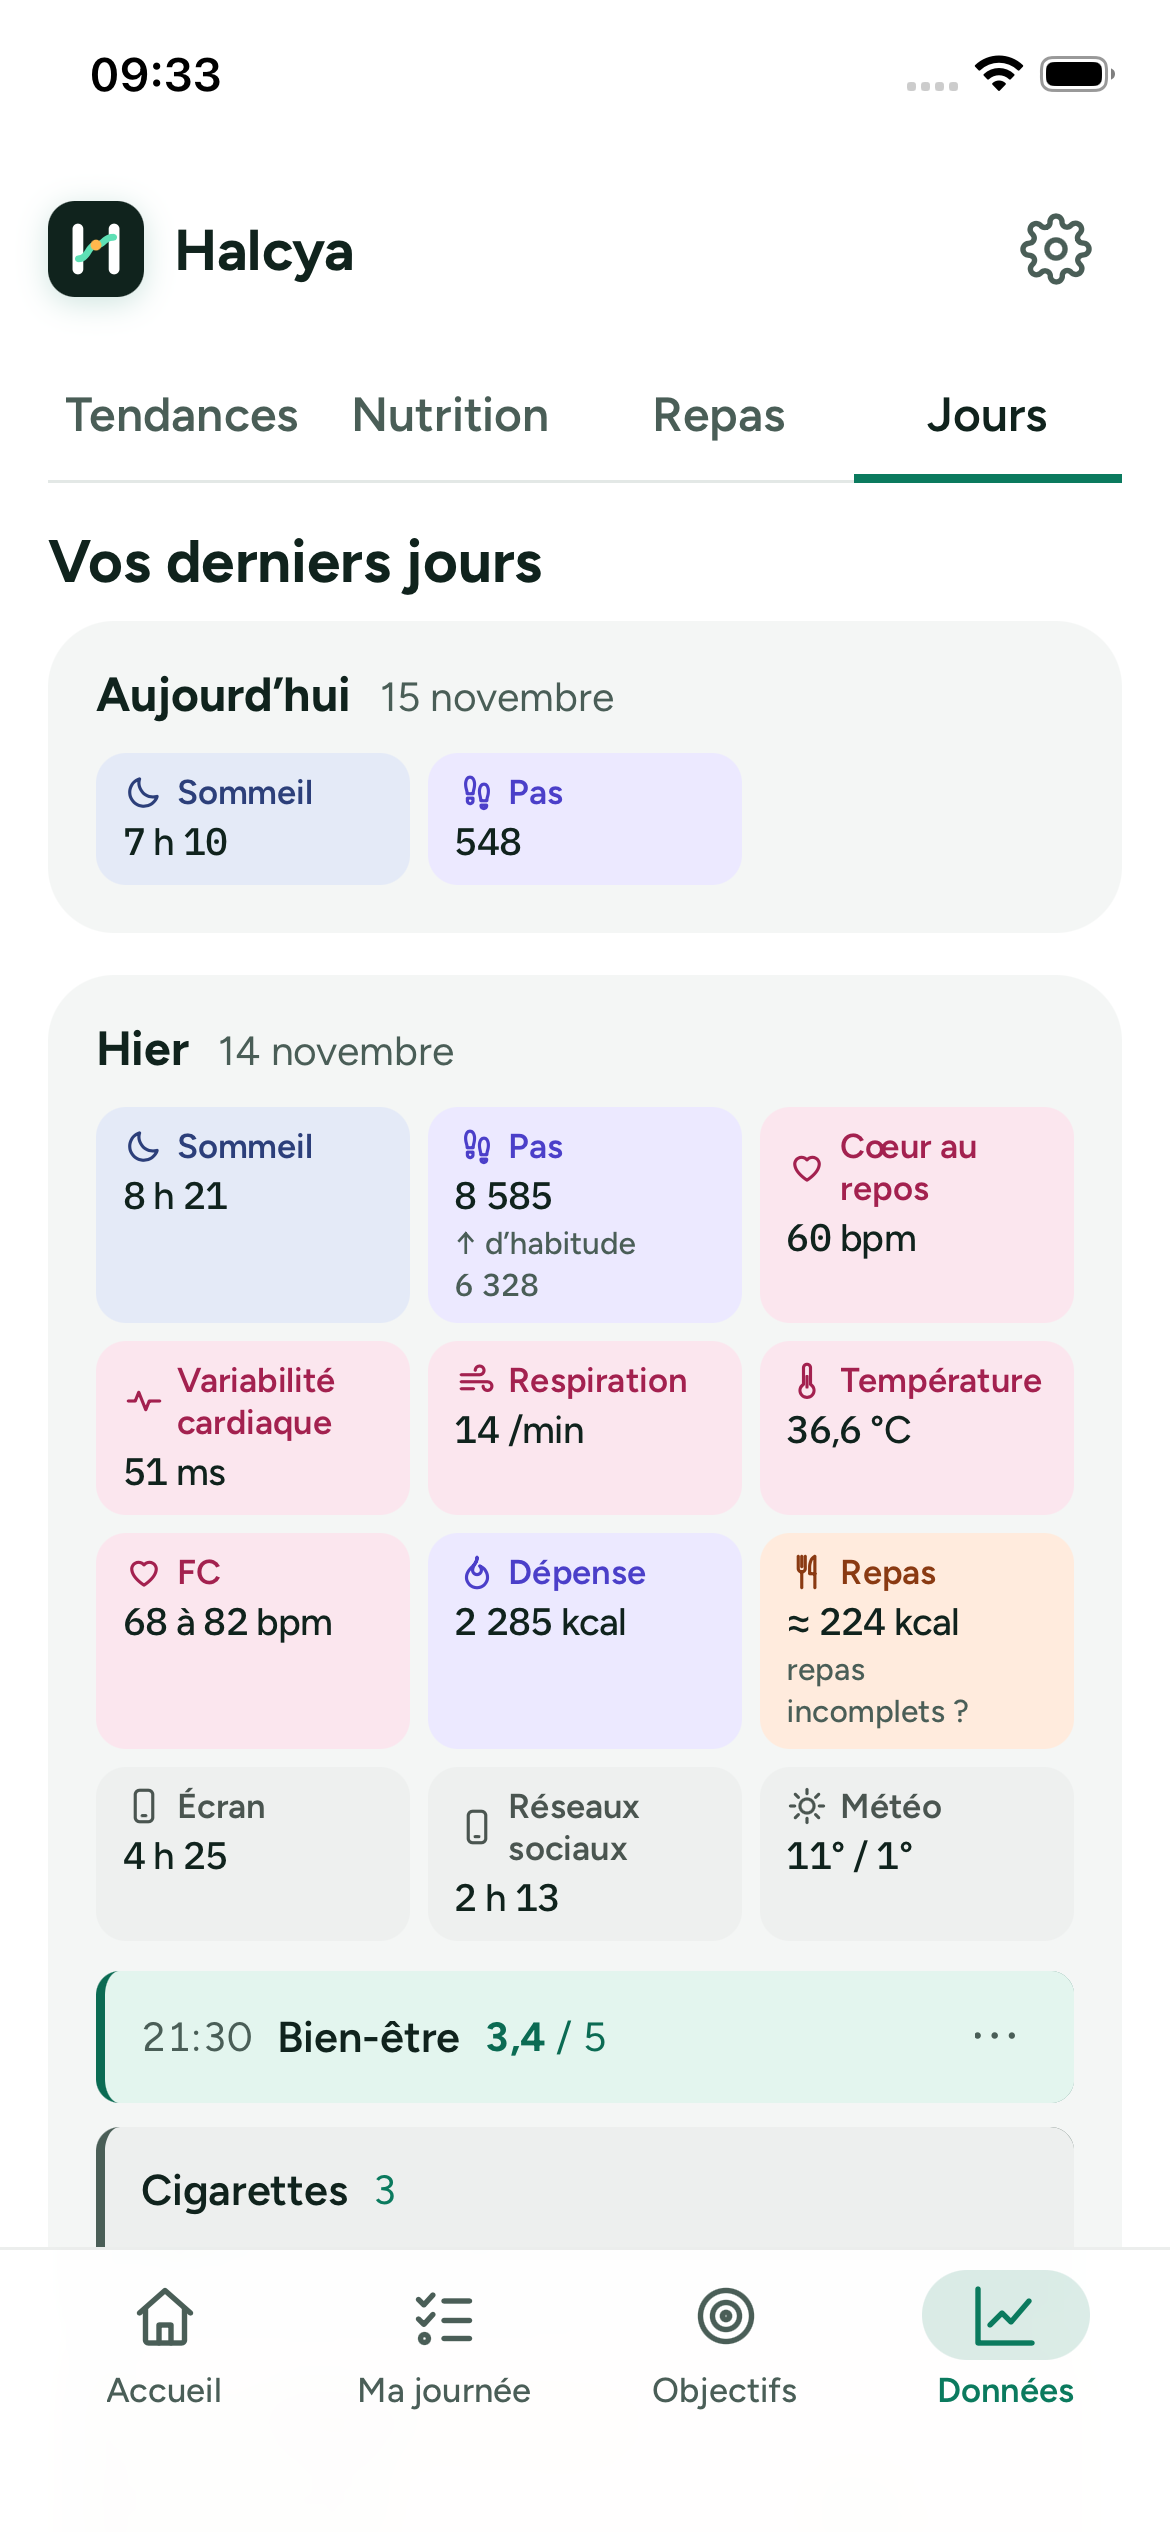 09:33
Halcya
Tendances Nutrition Repas Jours
Vos derniers jours
Aujourd’hui 15 novembre
Sommeil
7 h 10
Pas
548
Hier 14 novembre
Sommeil
8 h 21
Pas
8 585
↑ d’habitude
6 328
Cœur au
repos
60 bpm
Variabilité
cardiaque
51 ms
Respiration
14 /min
Température
36,6 °C
FC
68 à 82 bpm
Dépense
2 285 kcal
Repas
≈ 224 kcal
repas
incomplets ?
Écran
4 h 25
Réseaux
sociaux
2 h 13
Météo
11° / 1°
21:30 Bien-être 3,4 / 5 ...
Cigarettes 3
Accueil Ma journée Objectifs Données